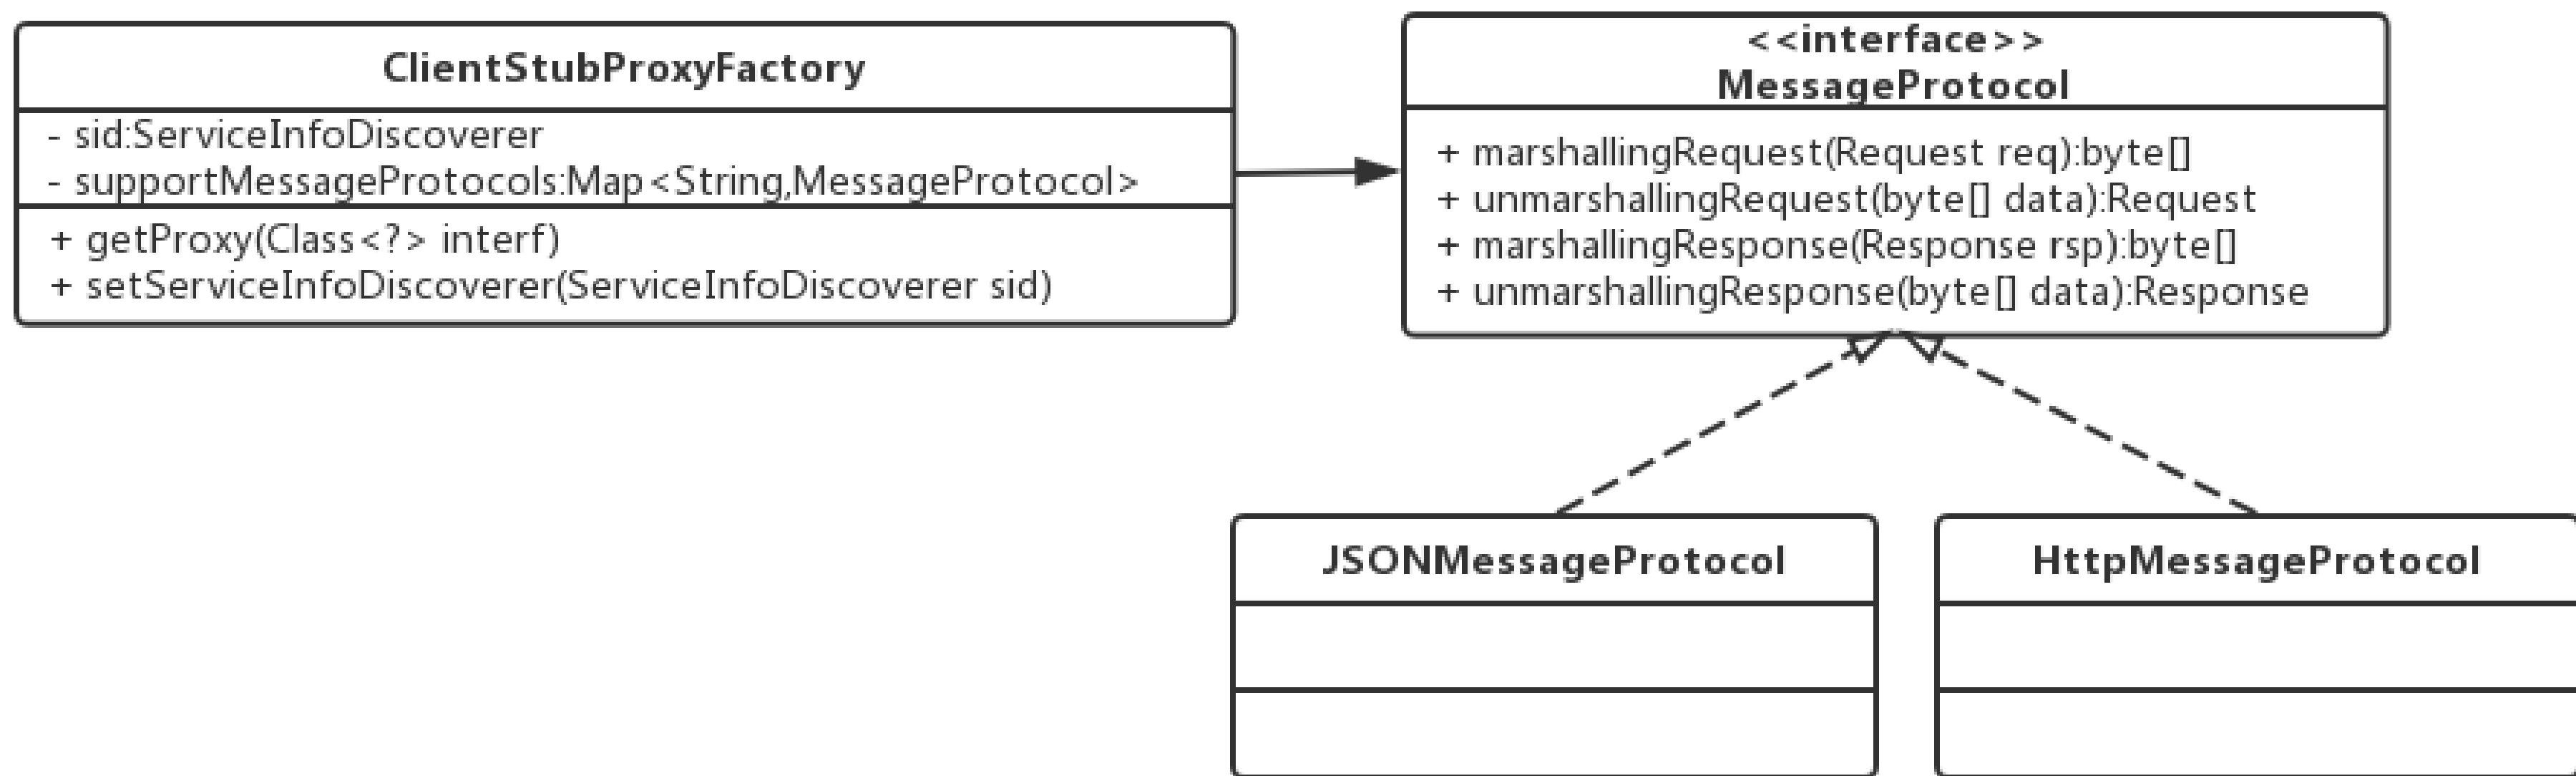 ClientStubProxyFactory
- sid:ServiceInfoDiscoverer
- supportMessageProtocols:Map<String,MessageProtocol>
+ getProxy(Class<?> interf)
+ setServiceInfoDiscoverer(ServiceInfoDiscoverer sid)
<<interface>>
MessageProtocol
+ marshallingRequest(Request req):byte[]
+ unmarshallingRequest(byte[] data):Request
+ marshallingResponse(Response rsp):byte[]
+ unmarshallingResponse(byte[] data):Response
JSONMessageProtocol
HttpMessageProtocol